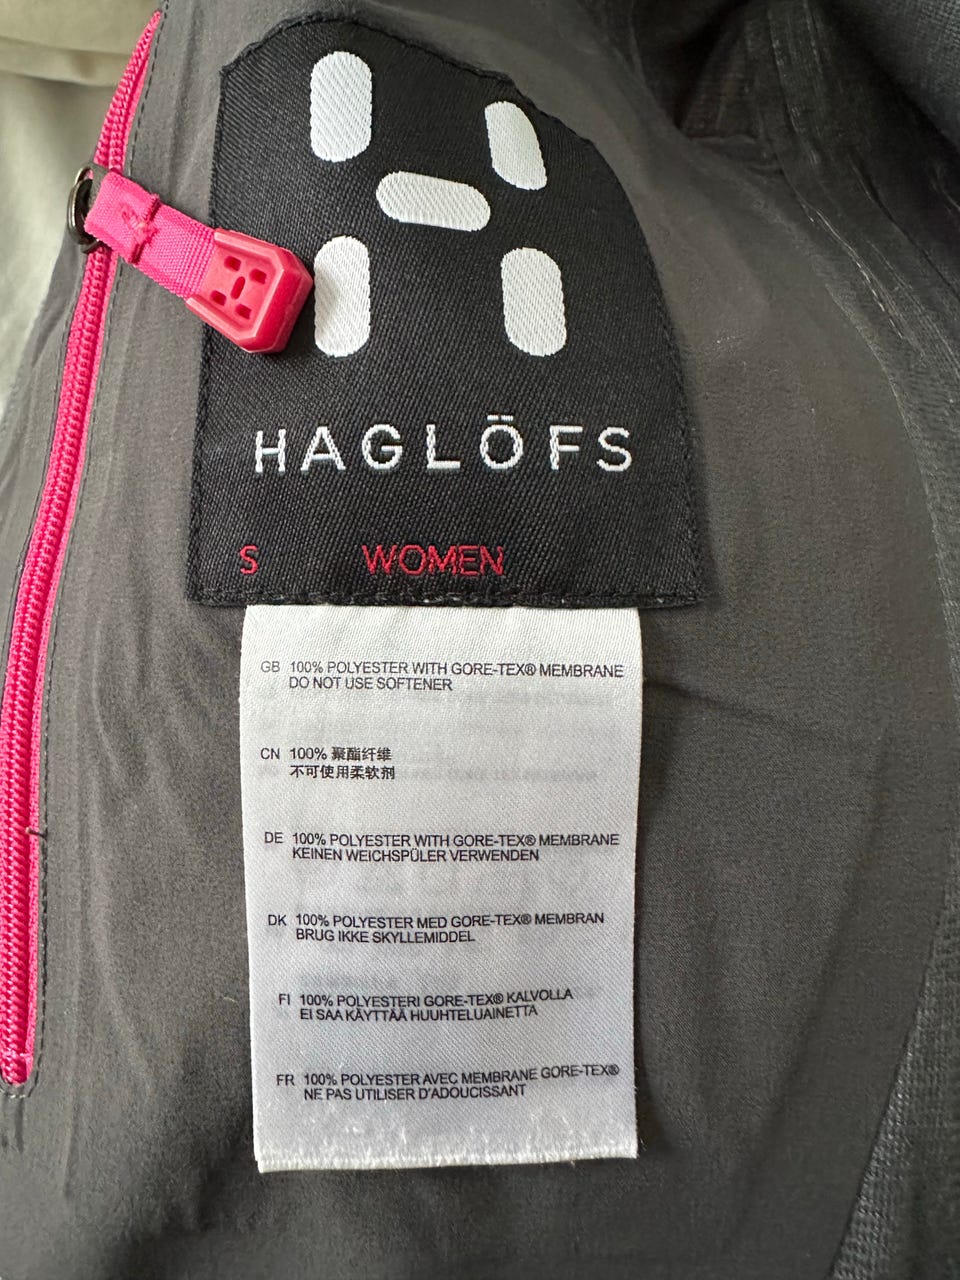 HAGLÖFS
S WOMEN
GB 100% POLYESTER WITH GORE-TEX® MEMBRANE
DO NOT USE SOFTENER
CN 100% 聚酯纤维
不可使用柔软剂
DE 100% POLYESTER WITH GORE-TEX® MEMBRANE
KEINEN WEICHSPÜLER VERWENDEN
DK 100% POLYESTER MED GORE-TEX® MEMBRAN
BRUG IKKE SKYLLEMIDDEL
FI 100% POLYESTERI GORE-TEX® KALVOLLA
EI SAA KÄYTTÄÄ HUUHTELUAINETTA
FR 100% POLYESTER AVEC MEMBRANE GORE-TEX®
NE PAS UTILISER D'ADOUCISSANT